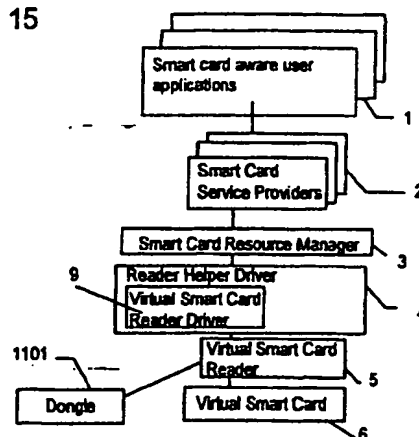 15
Smart card aware user
applications
1
Smart Card
Service Providers
2
Smart Card Resource Manager
3
9
Reader Helper Driver
Virtual Smart Card
Reader Driver
4
1101
Virtual Smart Card
Reader
5
Dongle
Virtual Smart Card
6